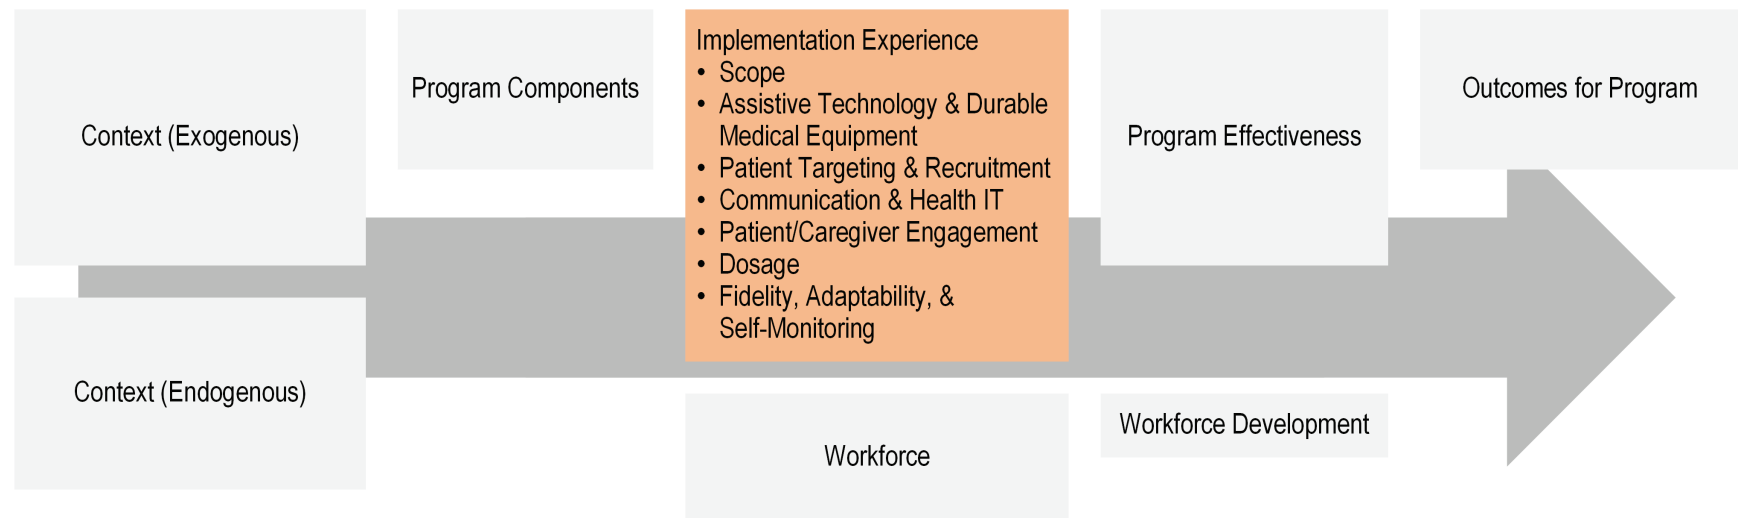 Context (Exogenous)
Context (Endogenous)
Program Components
Implementation Experience
• Scope
• Assistive Technology & Durable
Medical Equipment
• Patient Targeting & Recruitment
• Communication & Health IT
• Patient/Caregiver Engagement
• Dosage
• Fidelity, Adaptability, &
Self-Monitoring
Workforce
Program Effectiveness
Workforce Development
Outcomes for Program